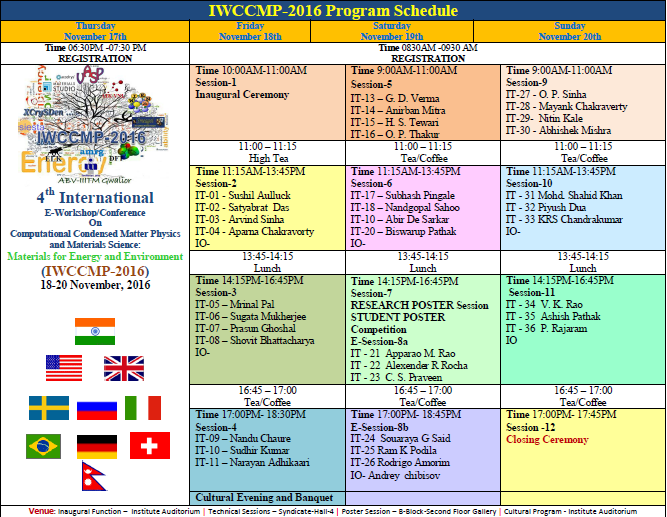 IWCCMP-2016 Program Schedule
Thursday
November 17th
Friday
November 18th
Saturday
November 19th
Sunday
November 20th
Time 06:30PM -07:30 PM
REGISTRATION
Time 0830AM -0930 AM
REGISTRATION
VASP
MATERIALS
STUDIO
XCrySDen
siesta
IWCCMP-2016
amrg
DFT
Energy
ABV-IIITM Gwalior
4th International
E-Workshop/Conference
On
Computational Condensed Matter Physics
and Materials Science:
Materials for Energy and Environment
(IWCCMP-2016)
18-20 November, 2016
Time 10:00AM-11:00AM
Session-1
Inaugural Ceremony
11:00 – 11:15
High Tea
Time 11:15AM-13:45PM
Session-2
IT-01 - Sushil Aulluck
IT-02 - Satyabrat Das
IT-03 - Arvind Sinha
IT-04 - Aparna Chakravorty
IO-
13:45-14:15
Lunch
Time 14:15PM-16:45PM
Session-3
IT-05 – Mrinal Pal
IT-06 – Sugata Mukherjee
IT-07 – Prasun Ghoshal
IT-08 – Shovit Bhattacharya
IO-
16:45 – 17:00
Tea/Coffee
Time 17:00PM- 18:30PM
Session-4
IT-09 – Nandu Chaure
IT-10 – Sudhir Kumar
IT-11 – Narayan Adhikaari
Cultural Evening and Banquet
Time 9:00AM-11:00AM
Session-5
IT-13 – G. D. Verma
IT-14 – Anirban Mitra
IT-15 – H. S. Tewari
IT-16 – O. P. Thakur
11:00 – 11:15
Tea/Coffee
Time 11:15AM-13:45PM
Session-6
IT-17 – Subhash Pingale
IT-18 – Nandgopal Sahoo
IT-10 – Abir De Sarkar
IT-20 – Biswarup Pathak
IO-
13:45-14:15
Lunch
Time 14:15PM-16:45PM
Session-7
RESEARCH POSTER Session
STUDENT POSTER
Competition
E-Session-8a
IT - 21 Apparao M. Rao
IT - 22 Alexender R Rocha
IT - 23 C. S. Praveen
16:45 – 17:00
Tea/Coffee
Time 17:00PM- 18:45PM
E-Session-8b
IT-24 Souaraya G Said
IT-25 Ram K Podila
IT-26 Rodrigo Amorim
IO- Andrey chibisov
Time 9:00AM-11:00AM
Session-9
IT-27 - O. P. Sinha
IT-28 - Mayank Chakraverty
IT-29- Nitin Kale
IT-30 - Abhishek Mishra
11:00 – 11:15
Tea/Coffee
Time 11:15AM-13:45PM
Session-10
IT - 31 Mohd. Shahid Khan
IT - 32 Piyush Dua
IT - 33 KRS Chandrakumar
IO-
13:45-14:15
Lunch
Time 14:15PM-16:45PM
Session-11
IT - 34 V. K. Rao
IT - 35 Ashish Pathak
IT - 36 P. Rajaram
IO
16:45 – 17:00
Tea/Coffee
Time 17:00PM- 17:45PM
Session -12
Closing Ceremony
Venue: Inaugural Function – Institute Auditorium | Technical Sessions – Syndicate-Hall-4 | Poster Session – B-Block-Second Floor Gallery | Cultural Program - Institute Auditorium